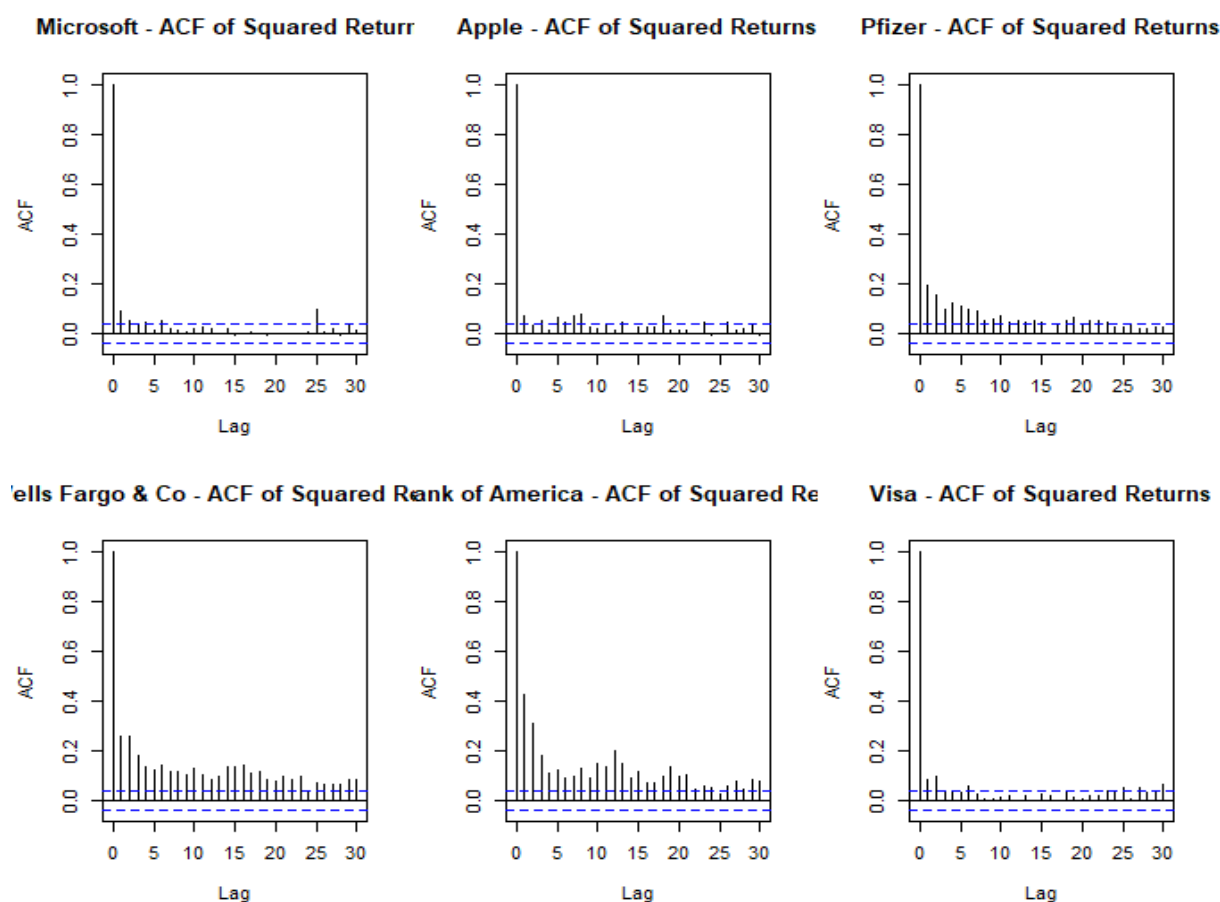 Microsoft - ACF of Squared Returr
Apple - ACF of Squared Returns
Pfizer - ACF of Squared Returns
ACF
0.0 0.2 0.4 0.6 0.8 1.0
0 5 10 15 20 25 30
Lag
ACF
0.0 0.2 0.4 0.6 0.8 1.0
0 5 10 15 20 25 30
Lag
ACF
0.0 0.2 0.4 0.6 0.8 1.0
0 5 10 15 20 25 30
Lag
ells Fargo & Co - ACF of Squared Re
ank of America - ACF of Squared Re
Visa - ACF of Squared Returns
ACF
0.0 0.2 0.4 0.6 0.8 1.0
0 5 10 15 20 25 30
Lag
ACF
0.0 0.2 0.4 0.6 0.8 1.0
0 5 10 15 20 25 30
Lag
ACF
0.0 0.2 0.4 0.6 0.8 1.0
0 5 10 15 20 25 30
Lag